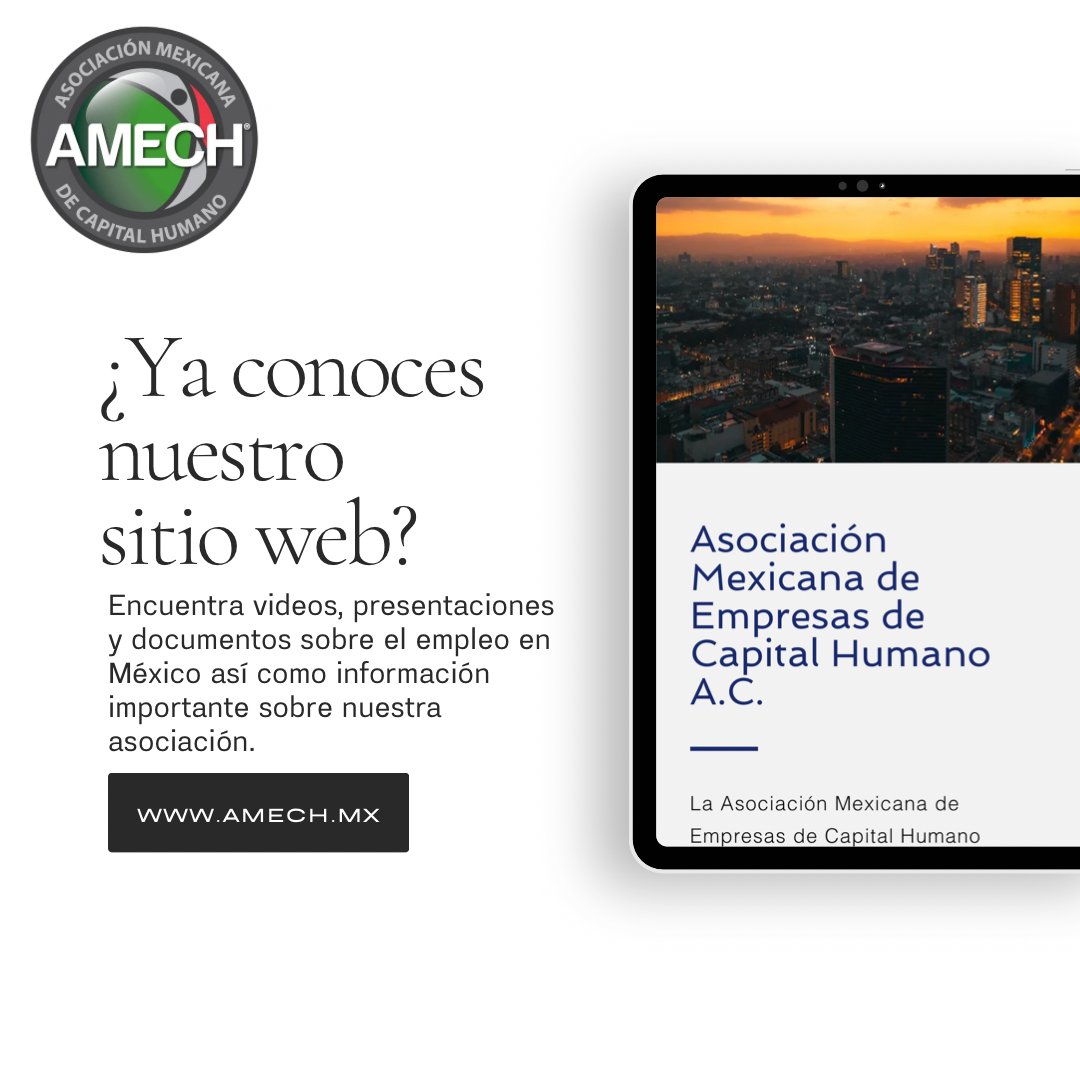 ASOCIACIÓN MEXICANA
AMECH®
DE CAPITAL HUMANO
¿Ya conoces
nuestro
sitio web?
Encuentra videos, presentaciones
y documentos sobre el empleo en
México así como información
importante sobre nuestra
asociación.
WWW.AMECH.MX
Asociación
Mexicana de
Empresas de
Capital Humano
A.C.
La Asociación Mexicana de
Empresas de Capital Humano